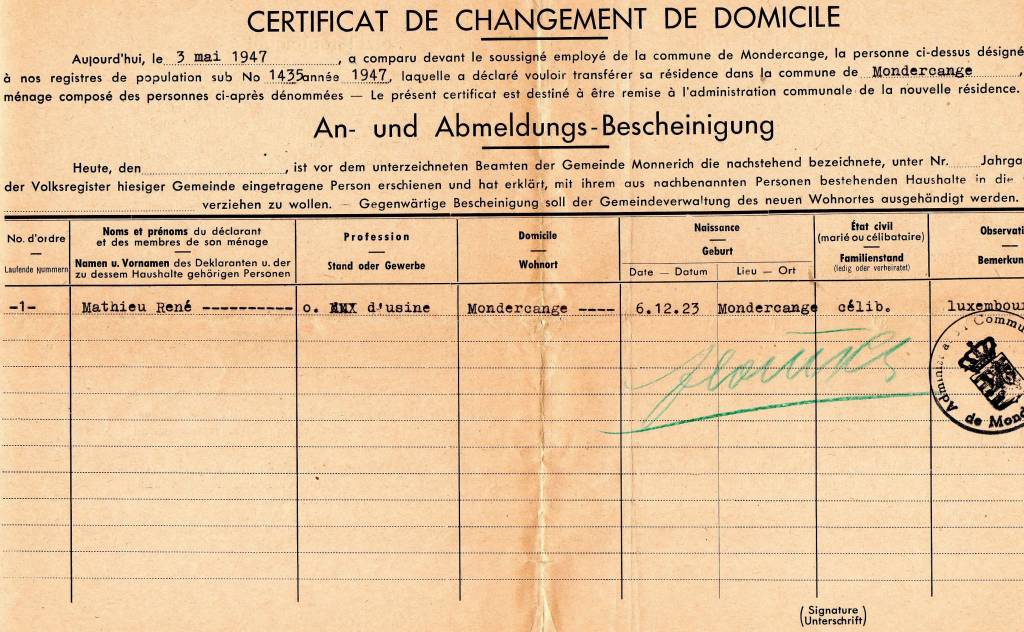 CERTIFICAT DE CHANGEMENT DE DOMICILE
Aujourd'hui, le 3 mai 1947, a comparu devant le soussigné employé de la commune de Mondercange, la personne ci-dessus désigné
à nos registres de population sub No 1435 année 1947, laquelle a déclaré vouloir transférer sa résidence dans la commune de Mondercange,
ménage composé des personnes ci-après dénommées — Le présent certificat est destiné à être remise à l'administration communale de la nouvelle résidence.
An- und Abmeldungs-Bescheinigung
Heute, den , ist vor dem unterzeichneten Beamten der Gemeinde Monnerich die nachstehend bezeichnete, unter Nr. Jahrga
der Volksregister hiesiger Gemeinde eingetragene Person erschienen und hat erklärt, mit ihrem aus nachbenannten Personen bestehenden Haushalte in die
verziehen zu wollen. — Gegenwärtige Bescheinigung soll der Gemeindeverwaltung des neuen Wohnortes ausgehändigt werden.
No. d'ordre
—
Laufende Nummern
Noms et prénoms du déclarant
et des membres de son ménage
Namen u. Vornamen des Deklaranten u. der
zu dessem Haushalte gehörigen Personen
Profession
—
Stand oder Gewerbe
Domicile
—
Wohnort
Naissance
—
Geburt
Date — Datum
Lieu — Ort
État civil
(marié ou célibataire)
Familienstand
(ledig oder verheiratet)
Observati
Bemerkun
-1- Mathieu René ----------- o. d'usine Mondercange ---- 6.12.23 Mondercange célib. luxembour
Commu
de Mond
(Signature
Unterschrift)